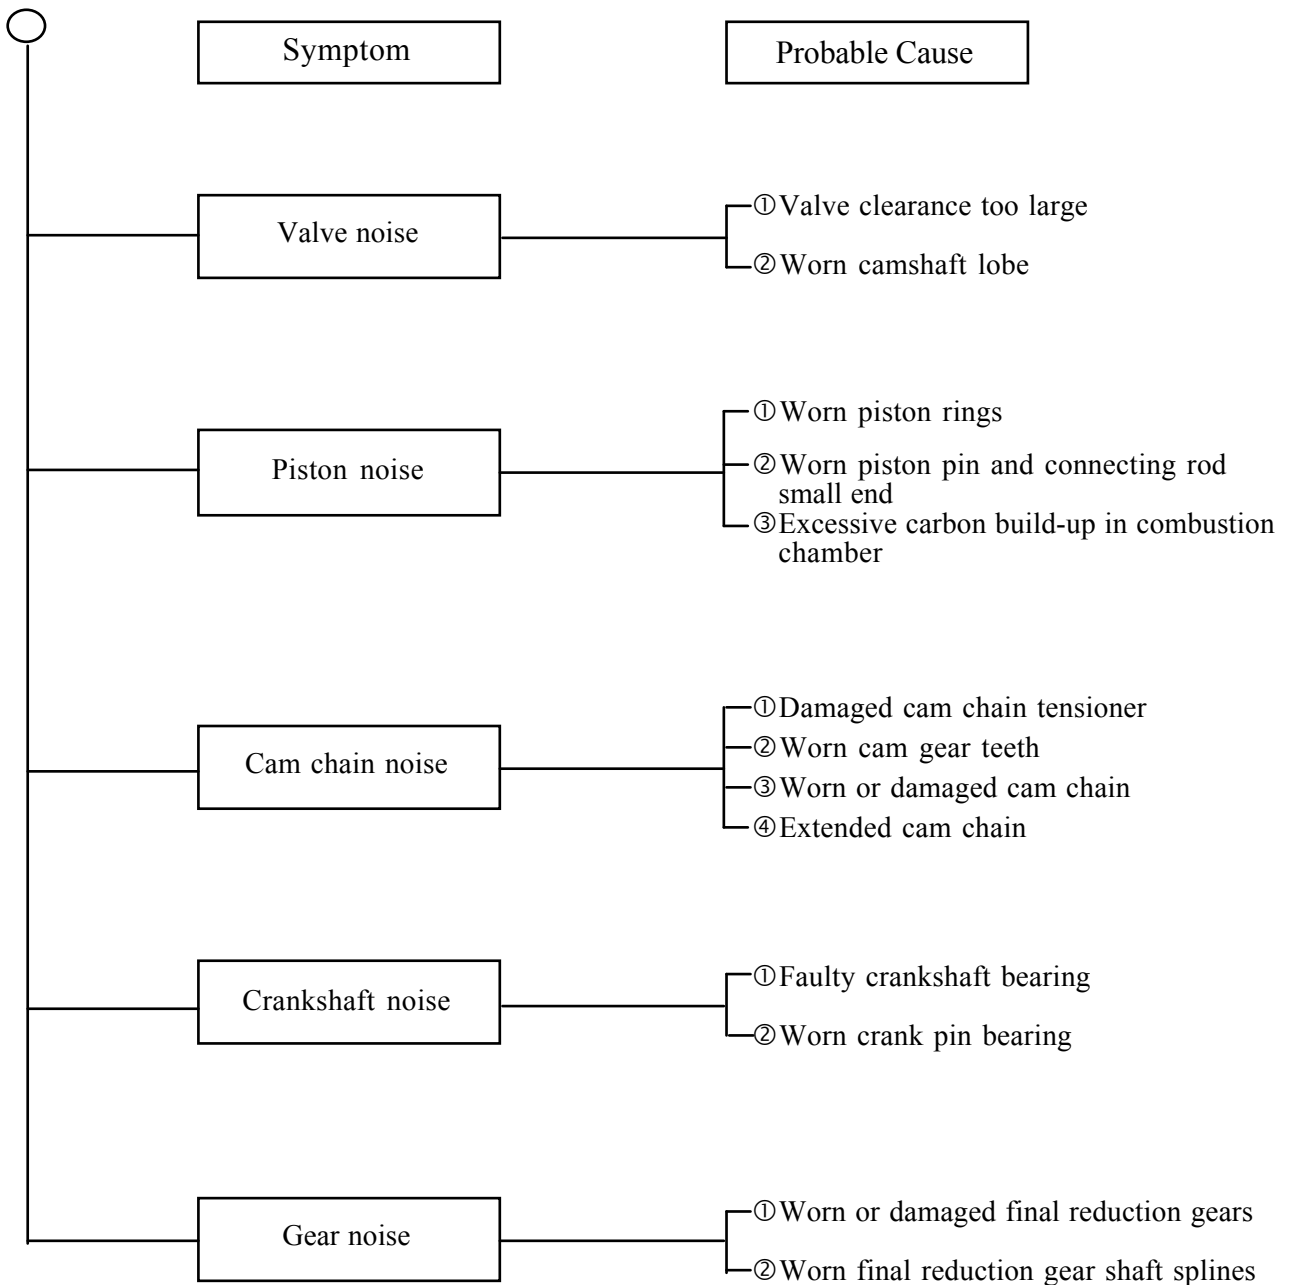 Symptom
Probable Cause
Valve noise
①Valve clearance too large
②Worn camshaft lobe
Piston noise
①Worn piston rings
②Worn piston pin and connecting rod
small end
③Excessive carbon build-up in combustion
chamber
Cam chain noise
①Damaged cam chain tensioner
②Worn cam gear teeth
③Worn or damaged cam chain
④Extended cam chain
Crankshaft noise
①Faulty crankshaft bearing
②Worn crank pin bearing
Gear noise
①Worn or damaged final reduction gears
②Worn final reduction gear shaft splines